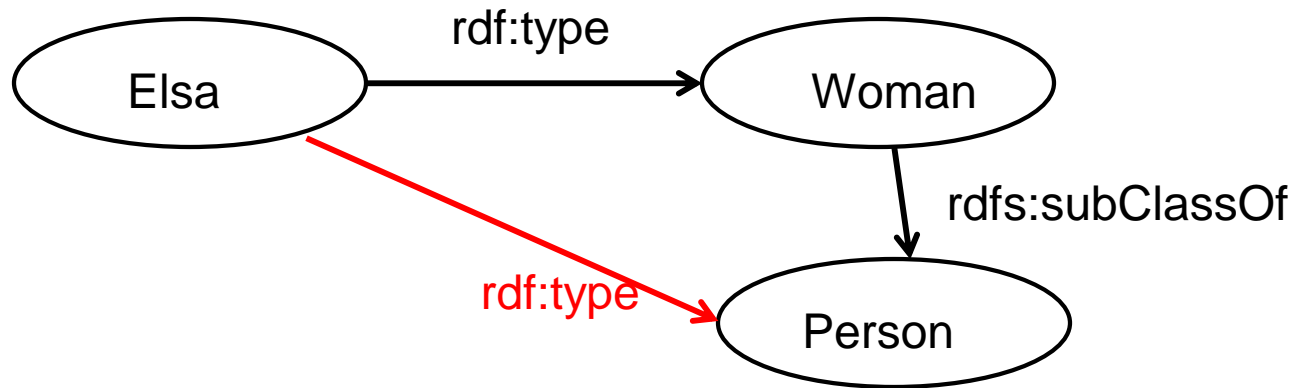 rdf:type
Elsa
Woman
rdfs:subClassOf
rdf:type
Person